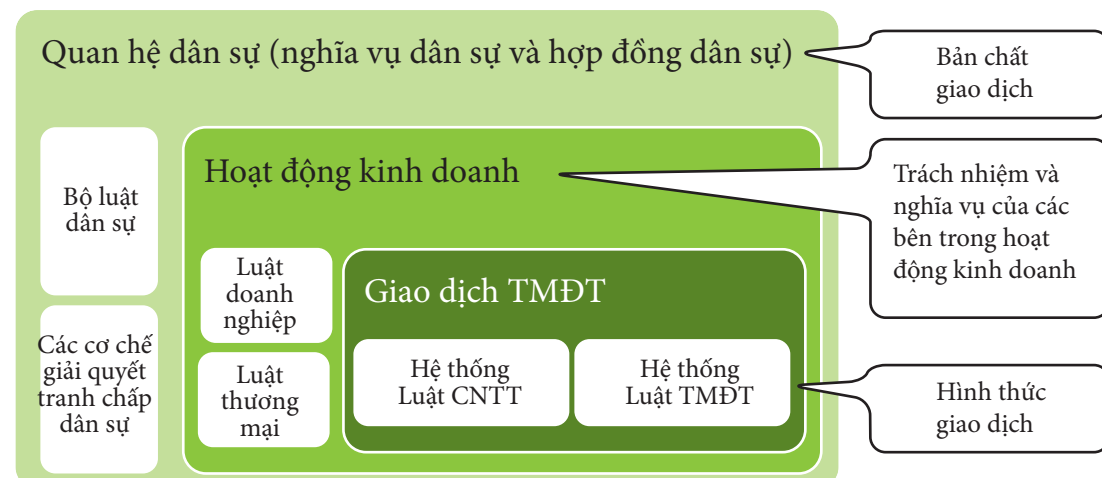 Quan hệ dân sự (nghĩa vụ dân sự và hợp đồng dân sự)
Bản chất
giao dịch
Bộ luật
dân sự
Hoạt động kinh doanh
Trách nhiệm và
nghĩa vụ của các
bên trong hoạt
động kinh doanh
Các cơ chế
giải quyết
tranh chấp
dân sự
Luật
doanh
nghiệp
Luật
thương
mại
Giao dịch TMĐT
Hệ thống
Luật CNTT
Hệ thống
Luật TMĐT
Hình thức
giao dịch